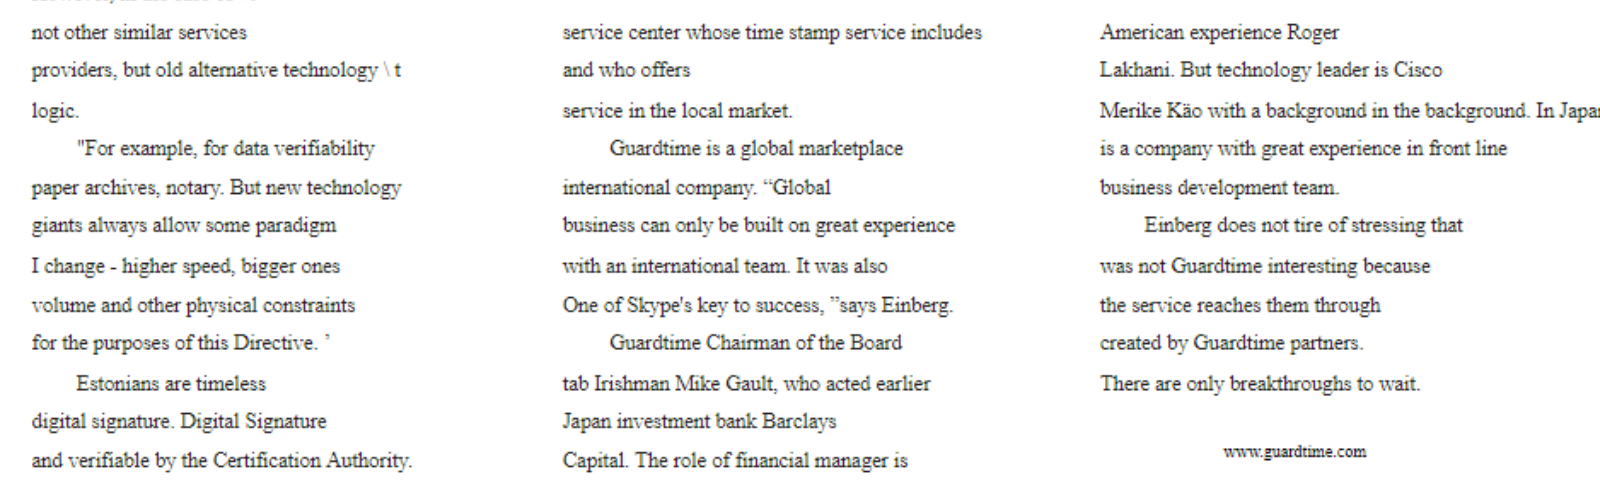 not other similar services
providers, but old alternative technology \ t
logic.
"For example, for data verifiability
paper archives, notary. But new technology
giants always allow some paradigm
I change - higher speed, bigger ones
volume and other physical constraints
for the purposes of this Directive. ’
Estonians are timeless
digital signature. Digital Signature
and verifiable by the Certification Authority.
service center whose time stamp service includes
and who offers
service in the local market.
Guardtime is a global marketplace
international company. “Global
business can only be built on great experience
with an international team. It was also
One of Skype's key to success, ”says Einberg.
Guardtime Chairman of the Board
tab Irishman Mike Gault, who acted earlier
Japan investment bank Barclays
Capital. The role of financial manager is
American experience Roger
Lakhani. But technology leader is Cisco
Merike Käo with a background in the background. In Japan
is a company with great experience in front line
business development team.
Einberg does not tire of stressing that
was not Guardtime interesting because
the service reaches them through
created by Guardtime partners.
There are only breakthroughs to wait.
www.guardtime.com